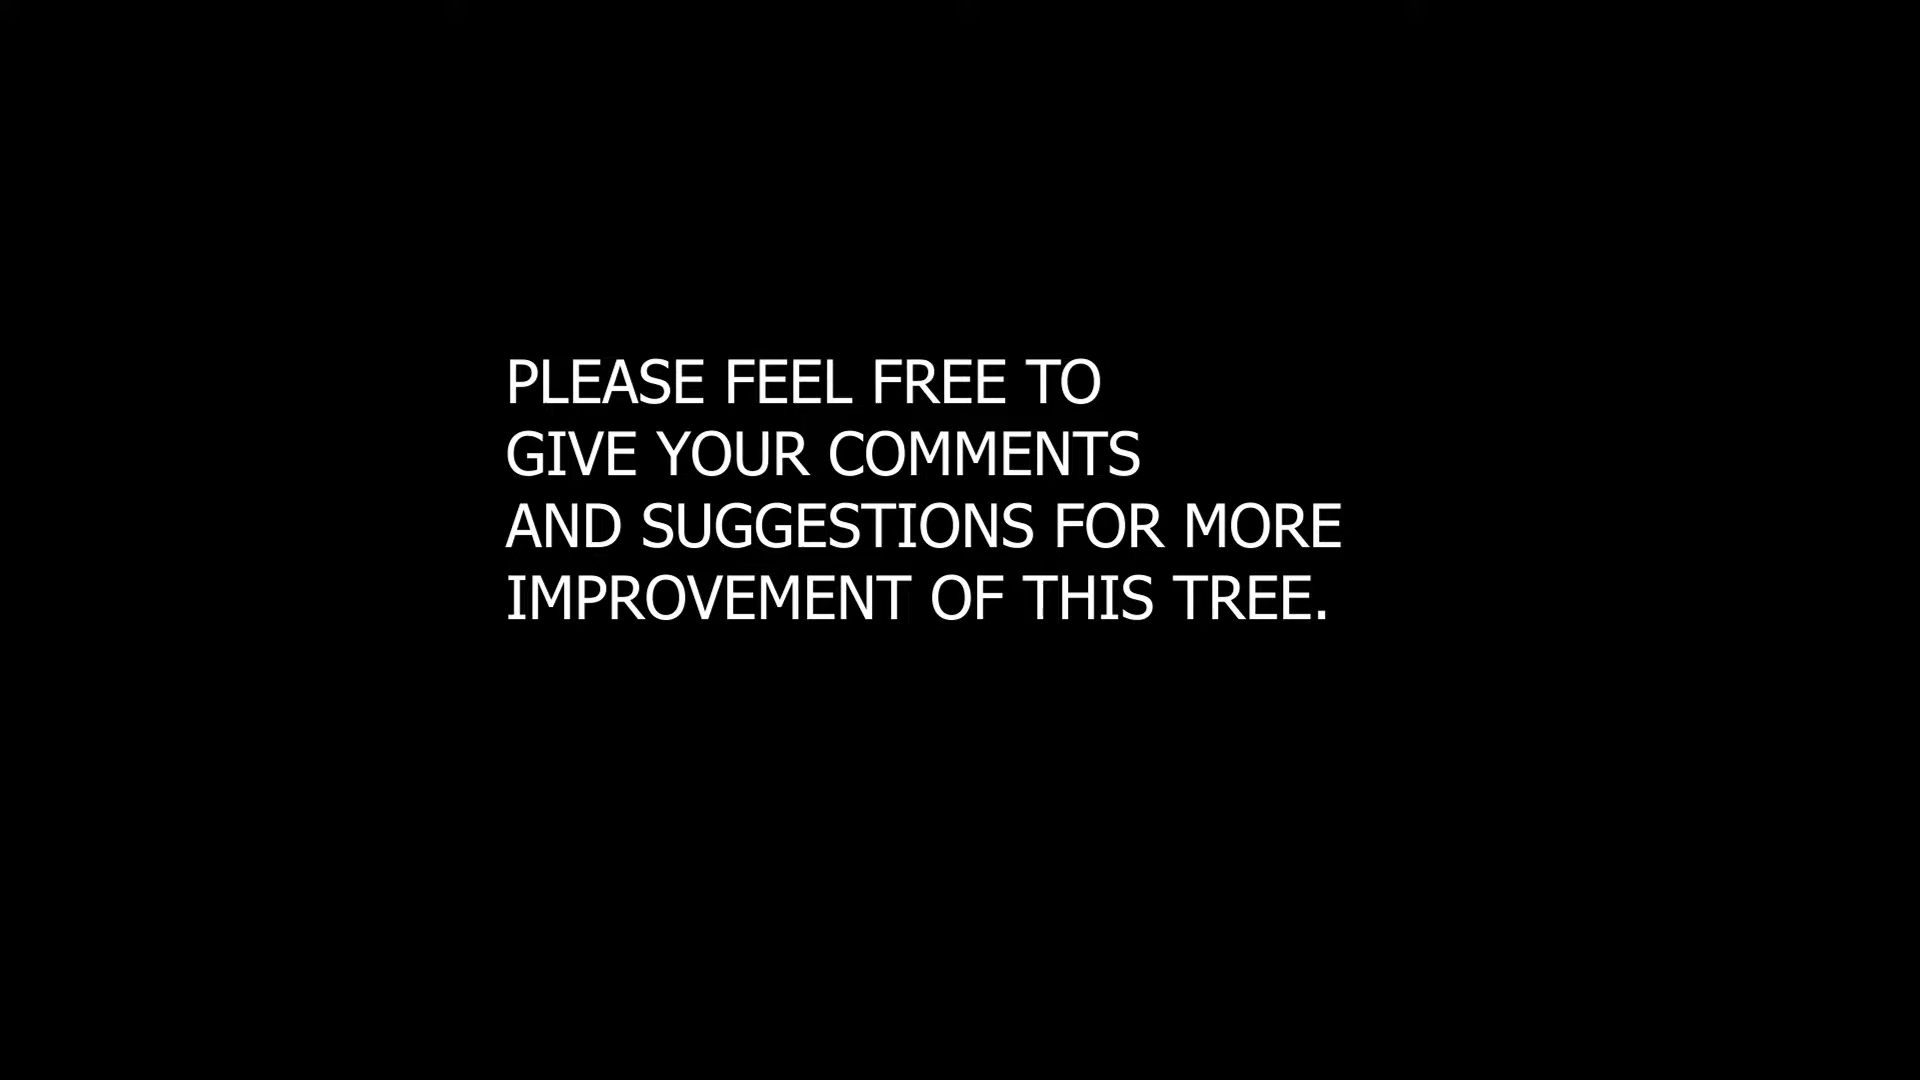 PLEASE FEEL FREE TO
GIVE YOUR COMMENTS
AND SUGGESTIONS FOR MORE
IMPROVEMENT OF THIS TREE.